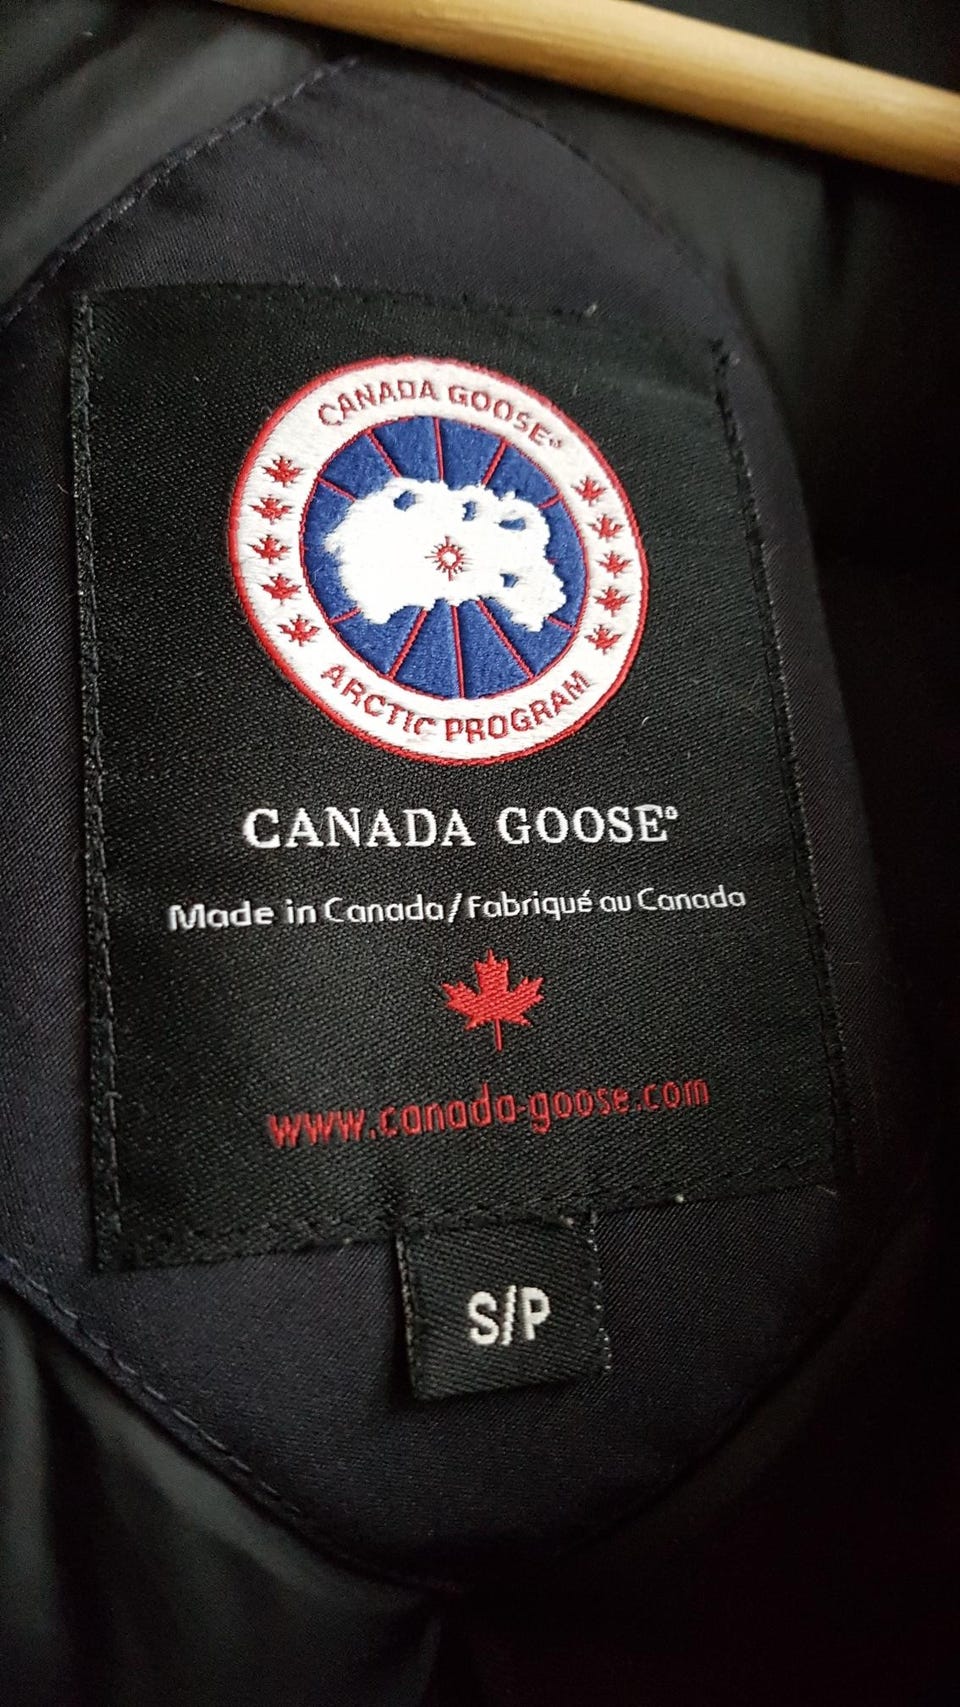 CANADA GOOSE®
ARCTIC PROGRAM
CANADA GOOSE®
Made in Canada/Fabriqué au Canada
www.canada-goose.com
S/P